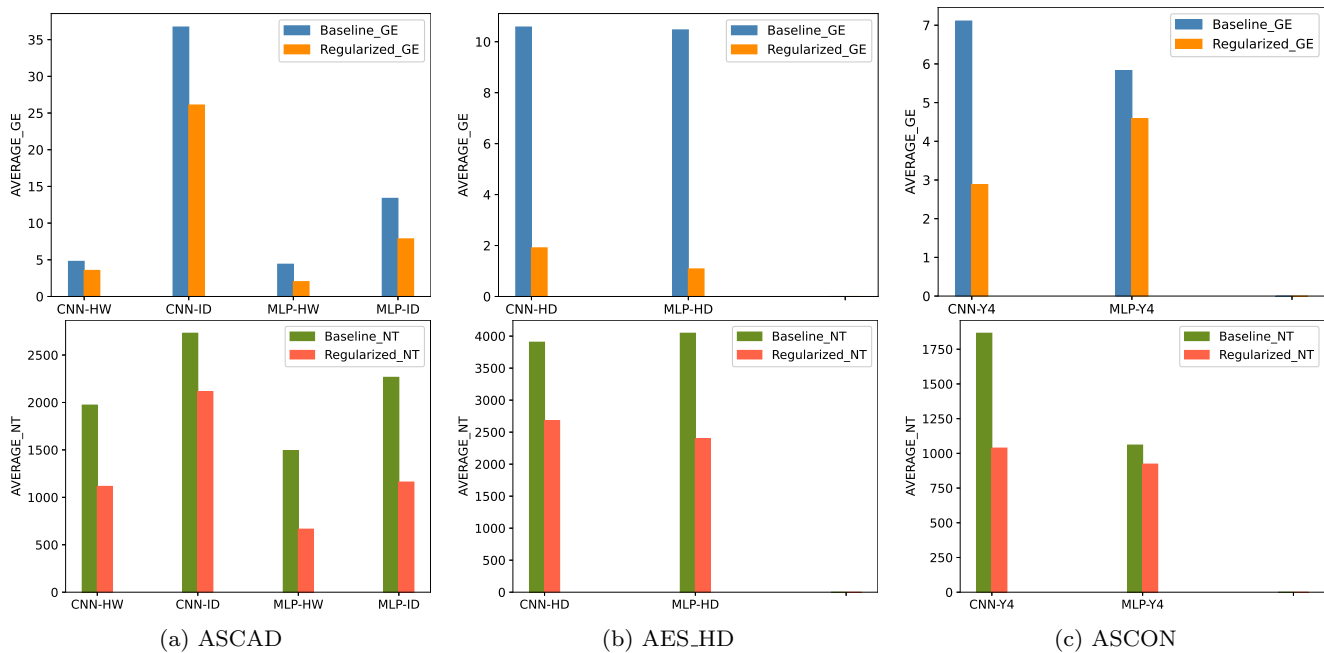 35
30
25
20
15
10
5
0
AVERAGE_GE
Baseline_GE
Regularized_GE
CNN-HW CNN-ID MLP-HW MLP-ID
10
8
6
4
2
0
AVERAGE_GE
Baseline_GE
Regularized_GE
CNN-HD MLP-HD
7
6
5
4
3
2
1
0
AVERAGE_GE
Baseline_GE
Regularized_GE
CNN-Y4 MLP-Y4
2500
2000
1500
1000
500
0
AVERAGE_NT
Baseline_NT
Regularized_NT
CNN-HW CNN-ID MLP-HW MLP-ID
4000
3500
3000
2500
2000
1500
1000
500
0
AVERAGE_NT
Baseline_NT
Regularized_NT
CNN-HD MLP-HD
1750
1500
1250
1000
750
500
250
0
AVERAGE_NT
Baseline_NT
Regularized_NT
CNN-Y4 MLP-Y4
(a) ASCAD
(b) AES_HD
(c) ASCON